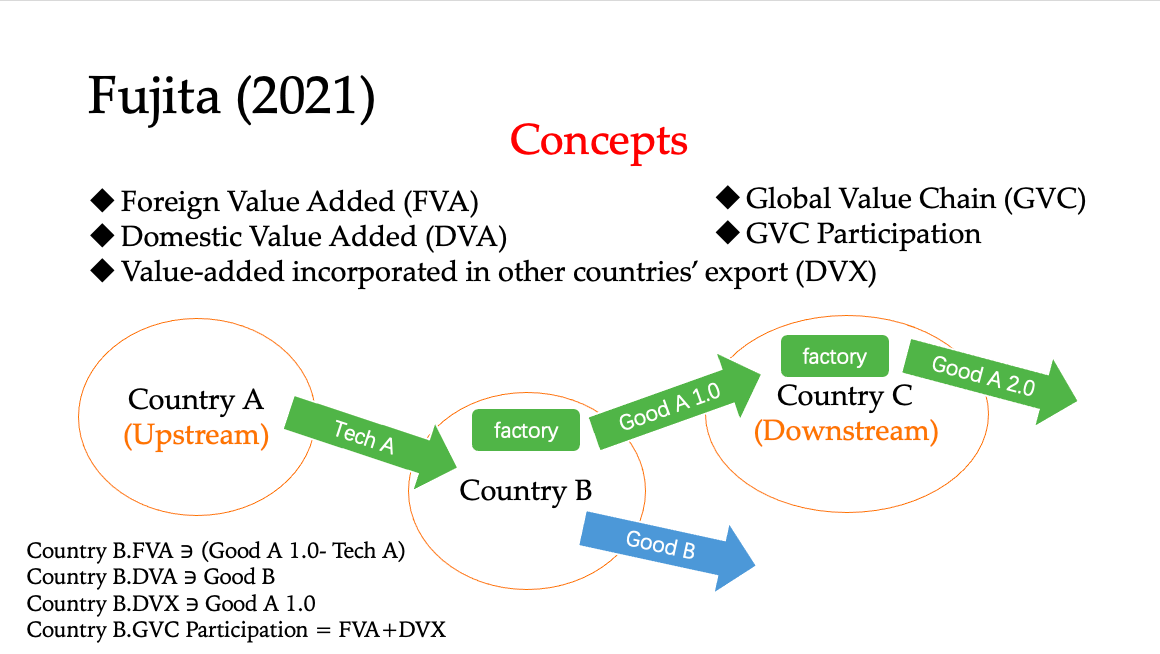 Fujita (2021)
Concepts
◆ Foreign Value Added (FVA)
◆ Domestic Value Added (DVA)
◆ Value-added incorporated in other countries’ export (DVX)
◆ Global Value Chain (GVC)
◆ GVC Participation
Country A
(Upstream)
Tech A
factory
Country B
Good A 1.0
Good B
factory
Country C
(Downstream)
Good A 2.0
Country B.FVA ∋ (Good A 1.0- Tech A)
Country B.DVA ∋ Good B
Country B.DVX ∋ Good A 1.0
Country B.GVC Participation = FVA+DVX